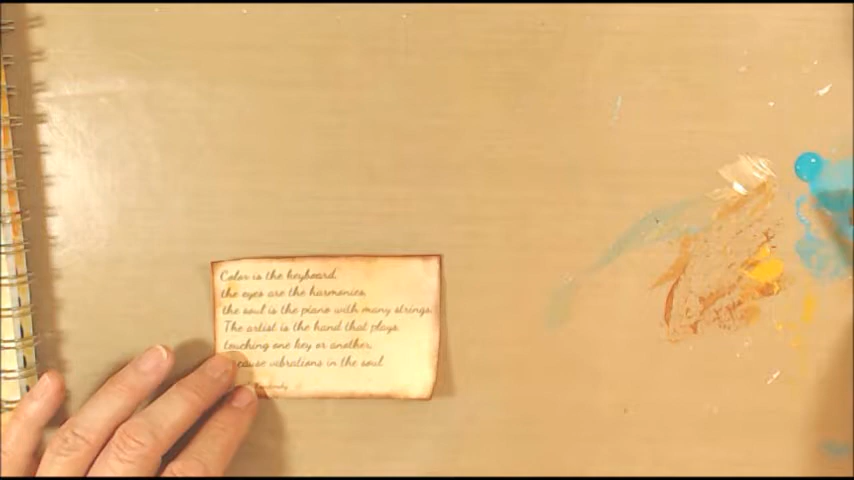 Color is the keyboard,
the eyes are the harmonies,
the soul is the piano with many strings.
The artist is the hand that plays,
touching one key or another,
cause vibrations in the soul
Kandinsky